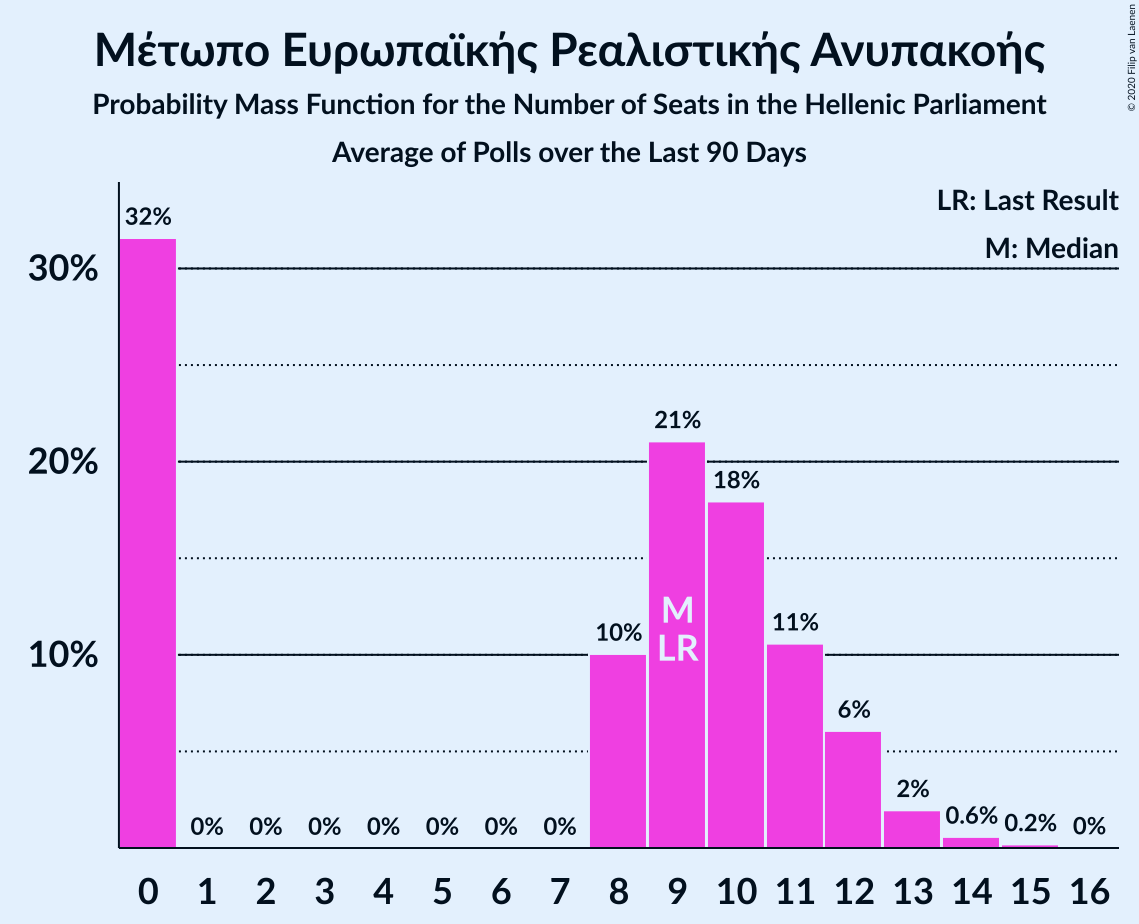 Μέτωπο Ευρωπαϊκής Ρεαλιστικής Ανυπακοής
Probability Mass Function for the Number of Seats in the Hellenic Parliament
Average of Polls over the Last 90 Days
© 2020 Filip van Laenen
LR: Last Result
M: Median
30%
20%
10%
32%
0%
0%
0%
0%
0%
0%
0%
10%
21%
18%
11%
6%
2%
0.6%
0.2%
0%
M
LR
0 1 2 3 4 5 6 7 8 9 10 11 12 13 14 15 16